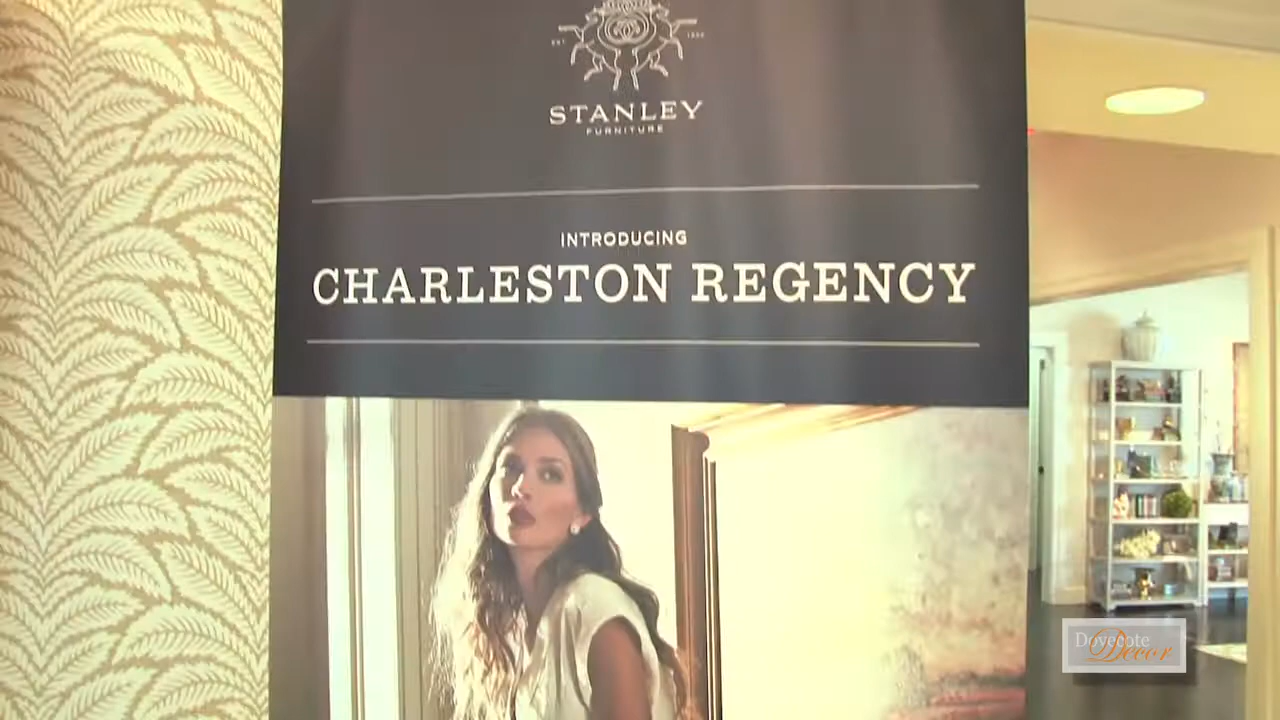 STANLEY
FURNITURE
INTRODUCING
CHARLESTON REGENCY
Dovecote
Decor